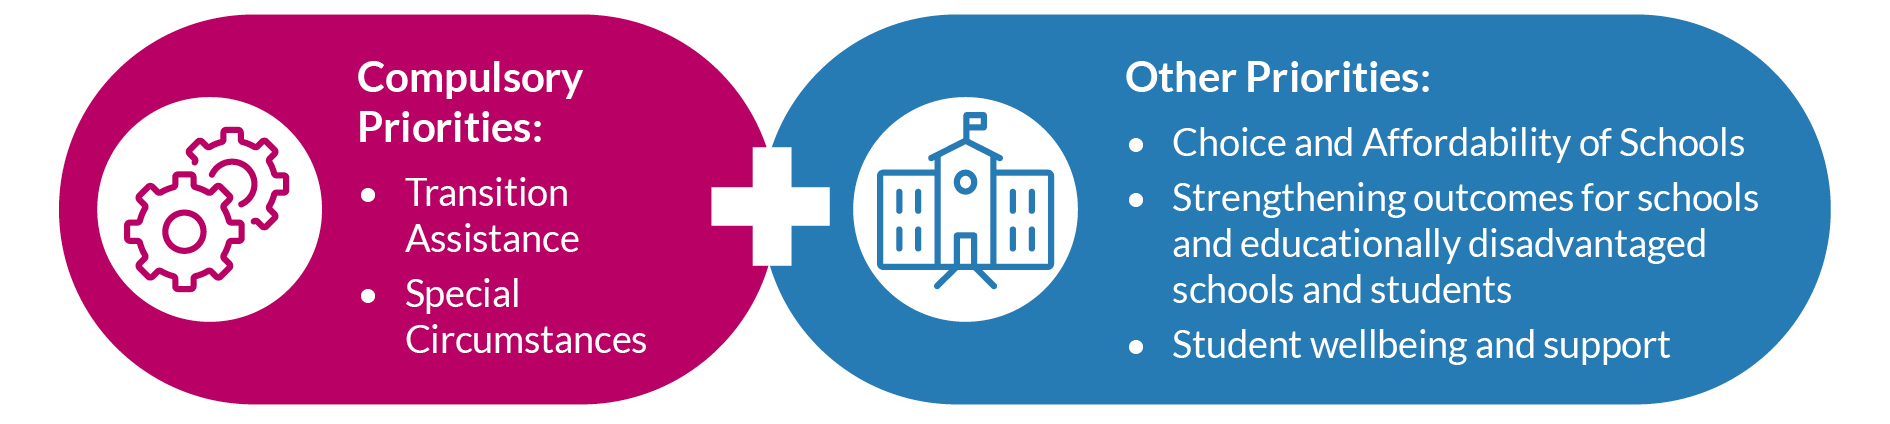 Compulsory
Priorities:
• Transition
Assistance
• Special
Circumstances
Other Priorities:
• Choice and Affordability of Schools
• Strengthening outcomes for schools
and educationally disadvantaged
schools and students
• Student wellbeing and support